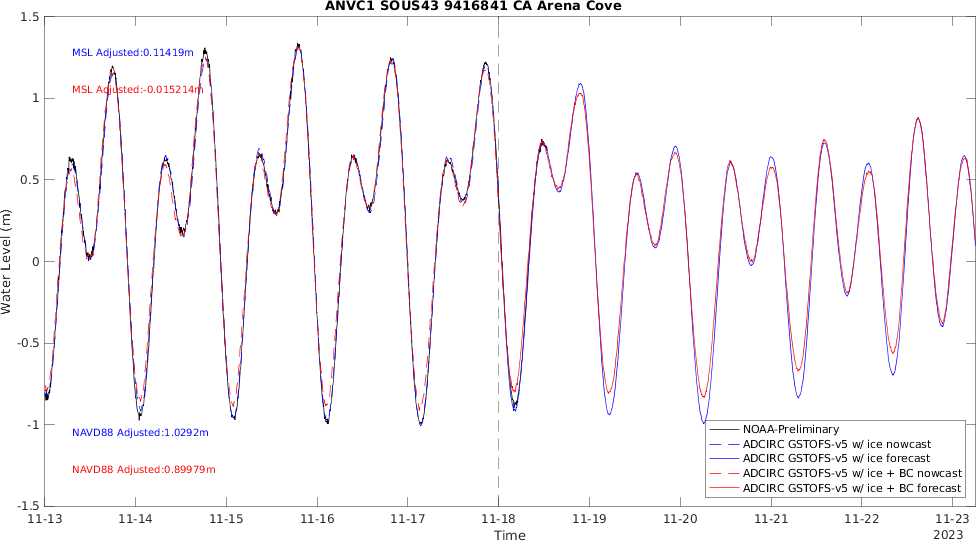 ANVC1 SOUS43 9416841 CA Arena Cove
1.5
1
0.5
0
-0.5
-1
-1.5
Water Level (m)
MSL Adjusted:0.11419m
MSL Adjusted:-0.015214m
NAVD88 Adjusted:1.0292m
NAVD88 Adjusted:0.89979m
NOAA-Preliminary
ADCIRC GSTOFS-v5 w/ ice nowcast
ADCIRC GSTOFS-v5 w/ ice forecast
ADCIRC GSTOFS-v5 w/ ice + BC nowcast
ADCIRC GSTOFS-v5 w/ ice + BC forecast
11-13 11-14 11-15 11-16 11-17 11-18 11-19 11-20 11-21 11-22 11-23
Time
2023